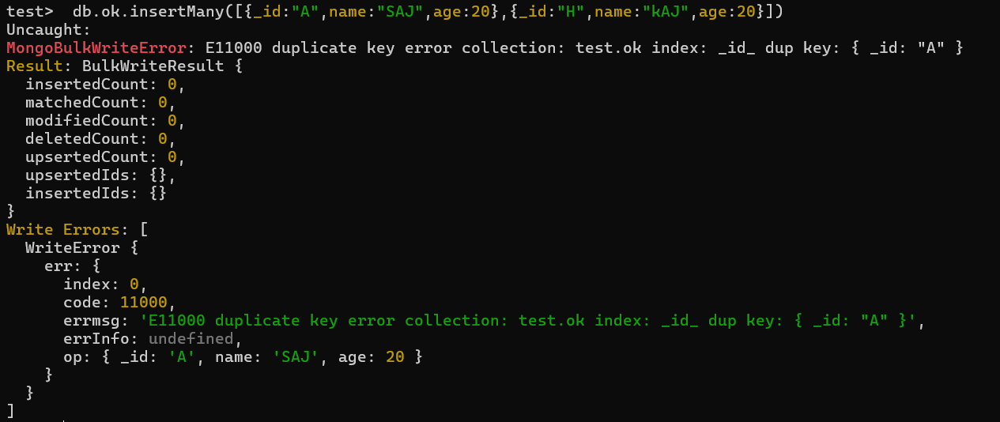 test>  db.ok.insertMany([{_id:"A",name:"SAJ",age:20},{_id:"H",name:"kAJ",age:20}])
Uncaught:
MongoBulkWriteError: E11000 duplicate key error collection: test.ok index: _id_ dup key: { _id: "A" }
Result: BulkWriteResult {
  insertedCount: 0,
  matchedCount: 0,
  modifiedCount: 0,
  deletedCount: 0,
  upsertedCount: 0,
  upsertedIds: {},
  insertedIds: {}
}
Write Errors: [
  WriteError {
    err: {
      index: 0,
      code: 11000,
      errmsg: 'E11000 duplicate key error collection: test.ok index: _id_ dup key: { _id: "A" }',
      errInfo: undefined,
      op: { _id: 'A', name: 'SAJ', age: 20 }
    }
  }
]